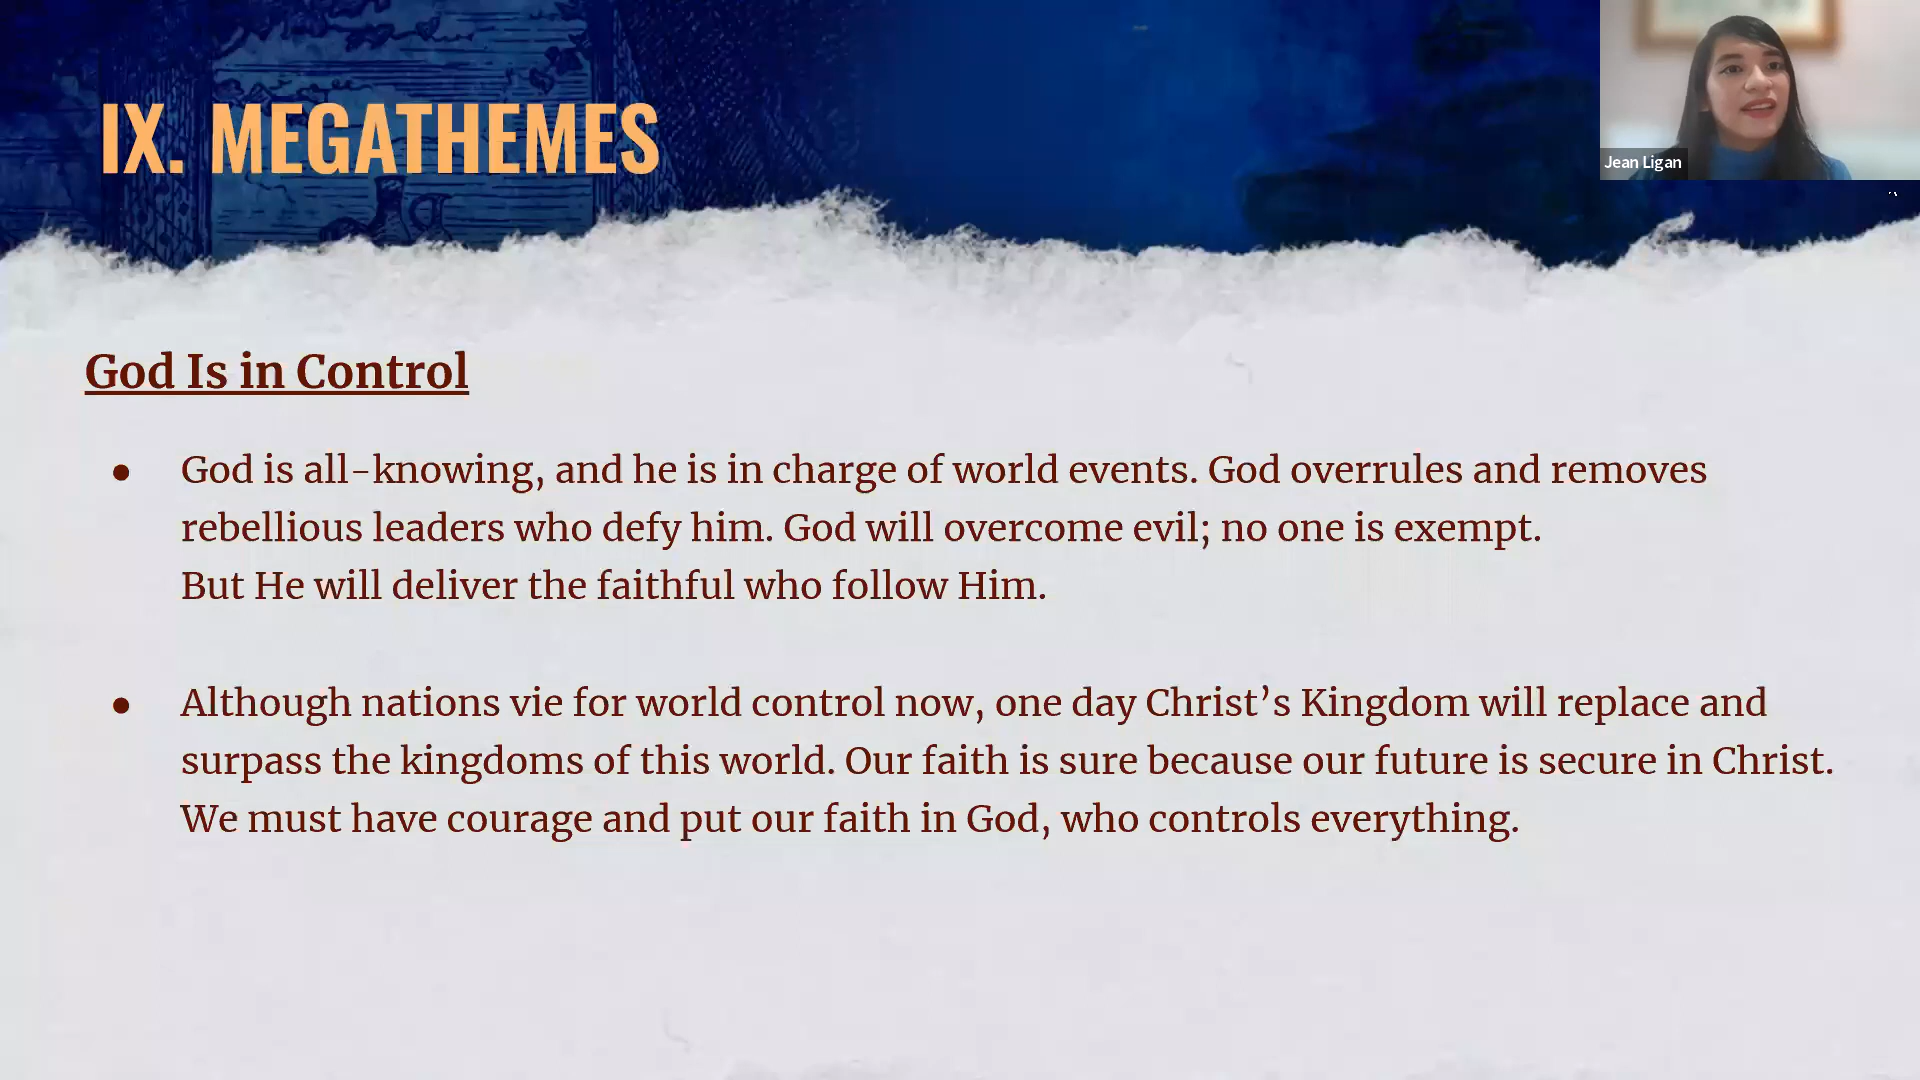 IX. MEGATHEMES
Jean Ligan
God Is in Control
● God is all-knowing, and he is in charge of world events. God overrules and removes
rebellious leaders who defy him. God will overcome evil; no one is exempt.
But He will deliver the faithful who follow Him.
● Although nations vie for world control now, one day Christ’s Kingdom will replace and
surpass the kingdoms of this world. Our faith is sure because our future is secure in Christ.
We must have courage and put our faith in God, who controls everything.